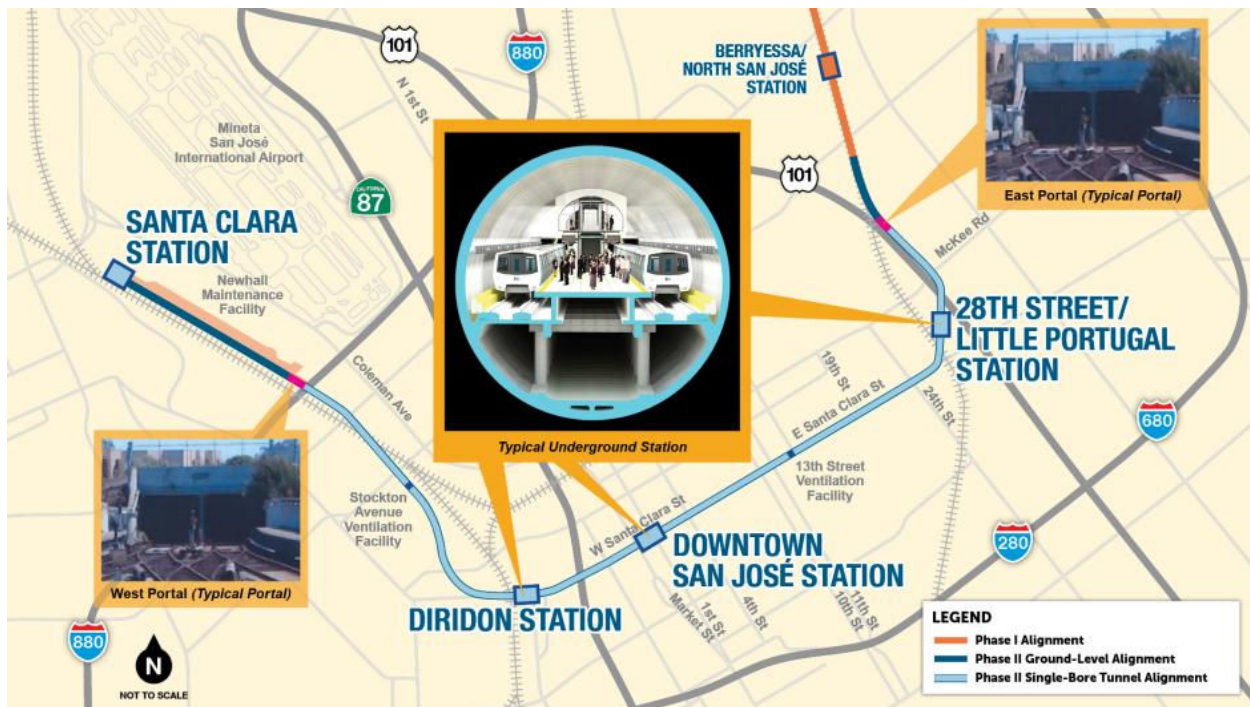 101
880
BERRYESSA/
NORTH SAN JOSÉ
STATION
N 1st St
Mineta
San José
International Airport
CALIFORNIA
87
101
East Portal (Typical Portal)
McKee Rd
SANTA CLARA
STATION
Newhall
Maintenance
Facility
Coleman Ave
28TH STREET/
LITTLE PORTUGAL
STATION
19th St
24th St
E Santa Clara St
680
Typical Underground Station
13th Street
Ventilation
Facility
Stockton
Avenue
Ventilation
Facility
W Santa Clara St
DOWNTOWN
SAN JOSÉ STATION
280
West Portal (Typical Portal)
DIRIDON STATION
Market St
1st St
4th St
10th St
11th St
880
N
NOT TO SCALE
LEGEND
Phase I Alignment
Phase II Ground-Level Alignment
Phase II Single-Bore Tunnel Alignment